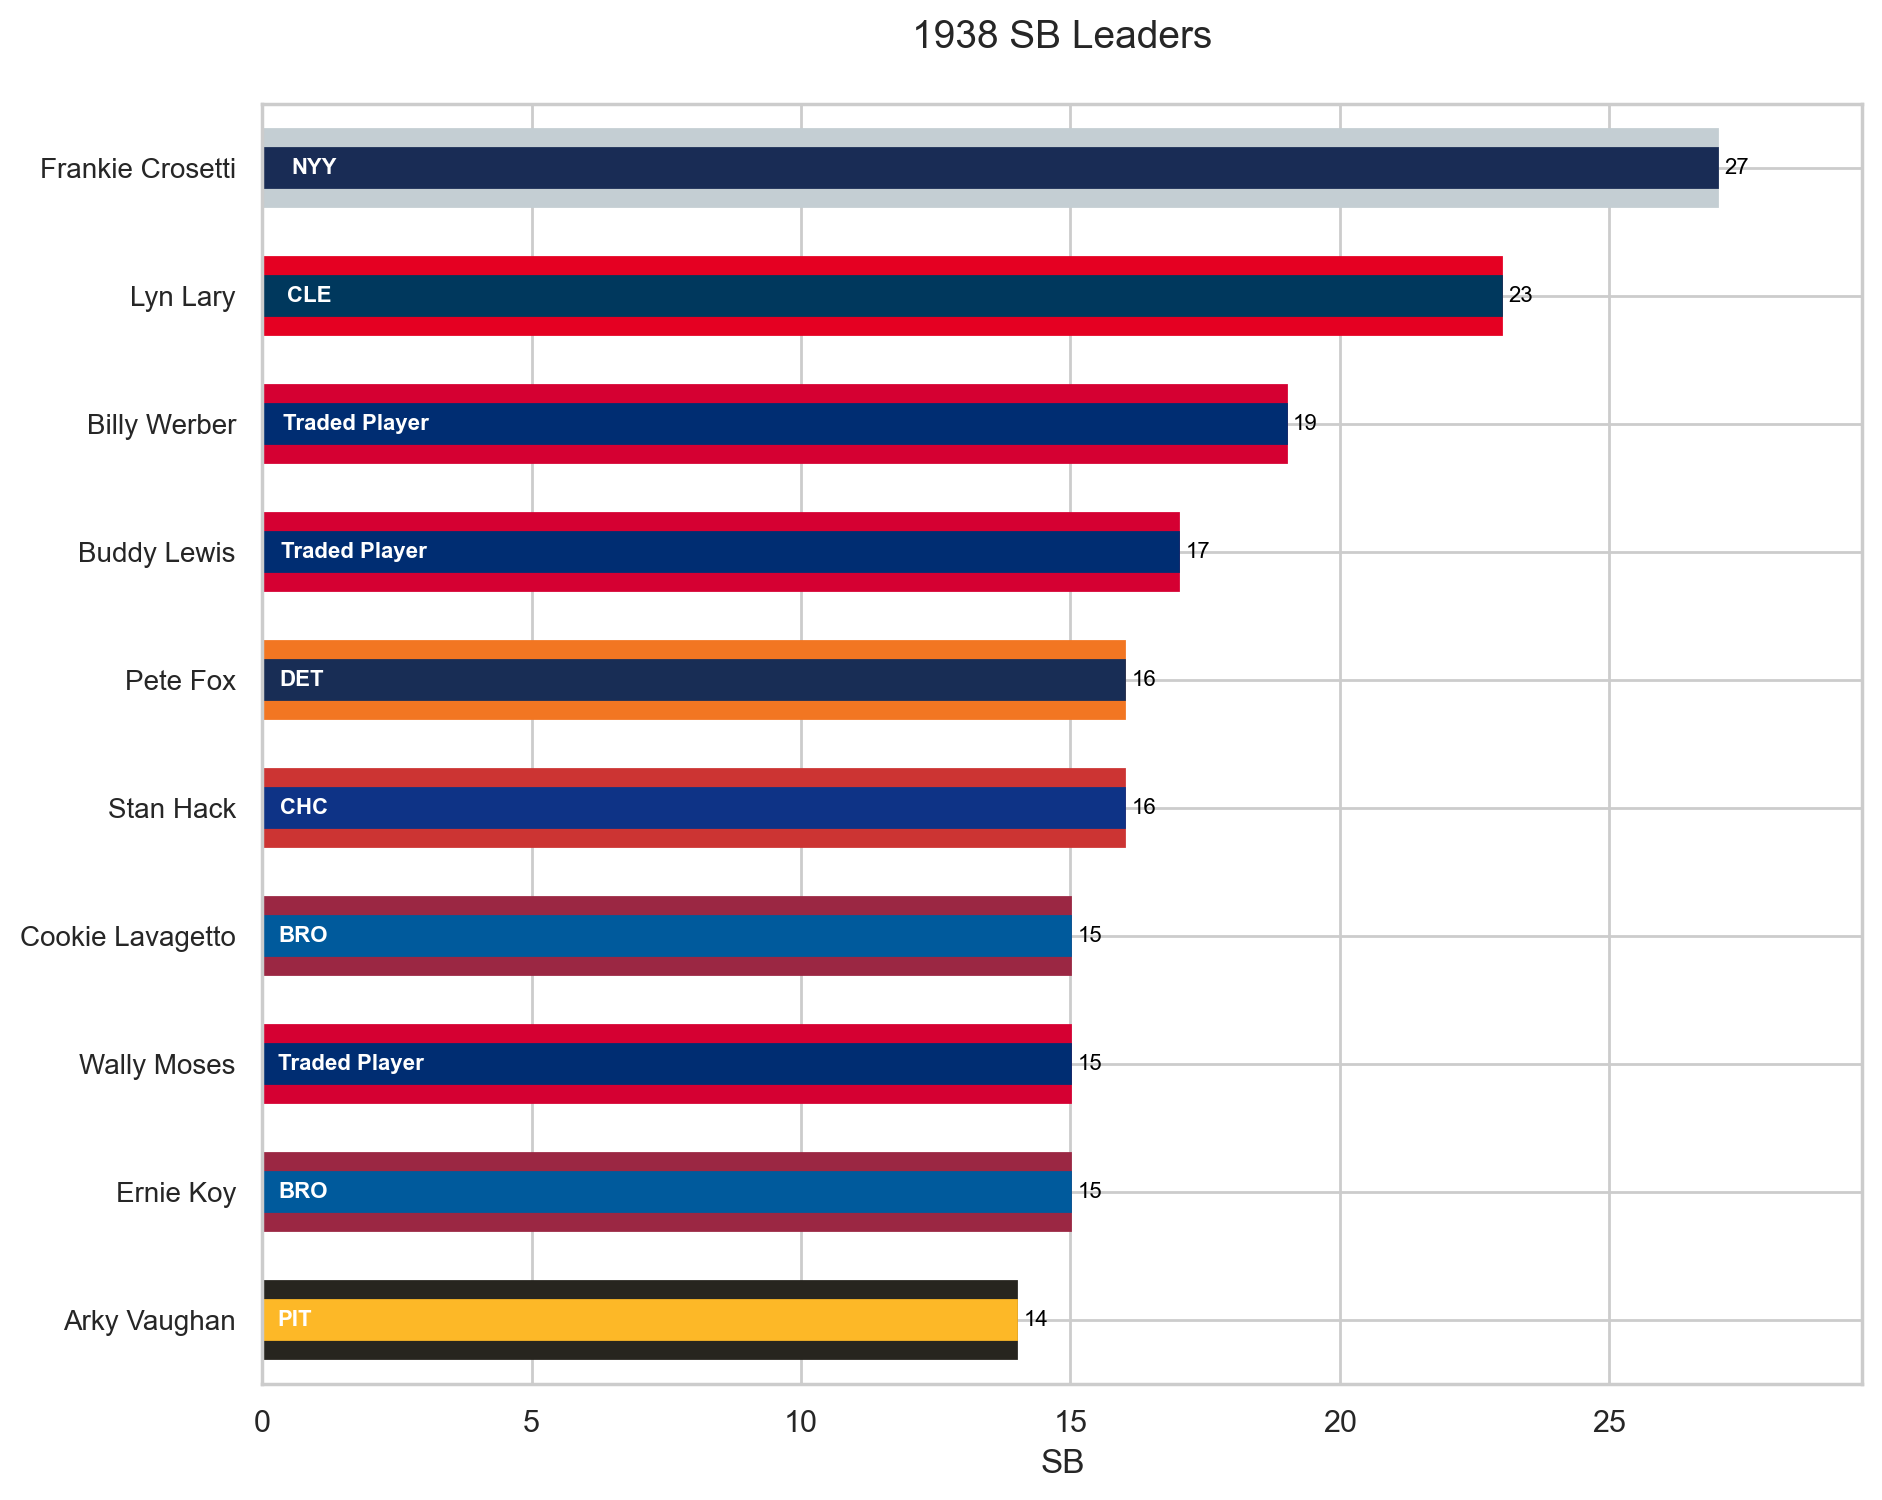 1938 SB Leaders
Frankie Crosetti NYY 27
Lyn Lary CLE 23
Billy Werber Traded Player 19
Buddy Lewis Traded Player 17
Pete Fox DET 16
Stan Hack CHC 16
Cookie Lavagetto BRO 15
Wally Moses Traded Player 15
Ernie Koy BRO 15
Arky Vaughan PIT 14
0 5 10 15 20 25
SB